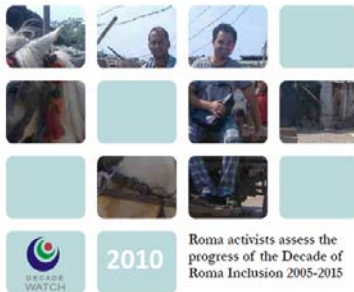 DECADE
WATCH
2010
Roma activists assess the
progress of the Decade of
Roma Inclusion 2005-2015